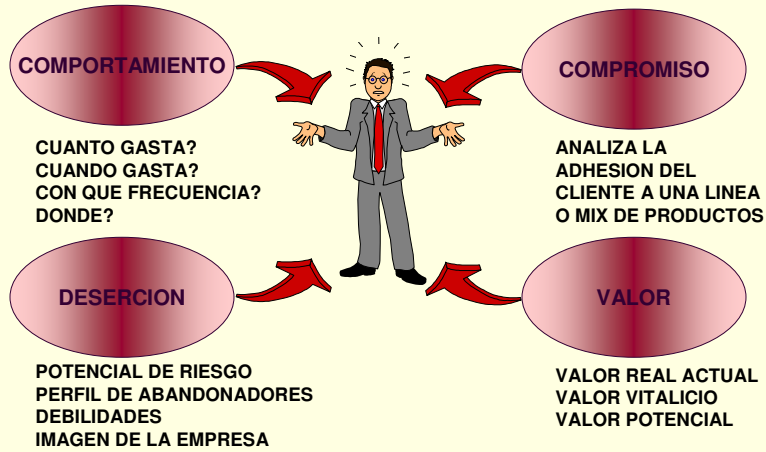 COMPORTAMIENTO
CUANTO GASTA?
CUANDO GASTA?
CON QUE FRECUENCIA?
DONDE?
COMPROMISO
ANALIZA LA
ADHESION DEL
CLIENTE A UNA LINEA
O MIX DE PRODUCTOS
DESERCION
POTENCIAL DE RIESGO
PERFIL DE ABANDONADORES
DEBILIDADES
IMAGEN DE LA EMPRESA
VALOR
VALOR REAL ACTUAL
VALOR VITALICIO
VALOR POTENCIAL